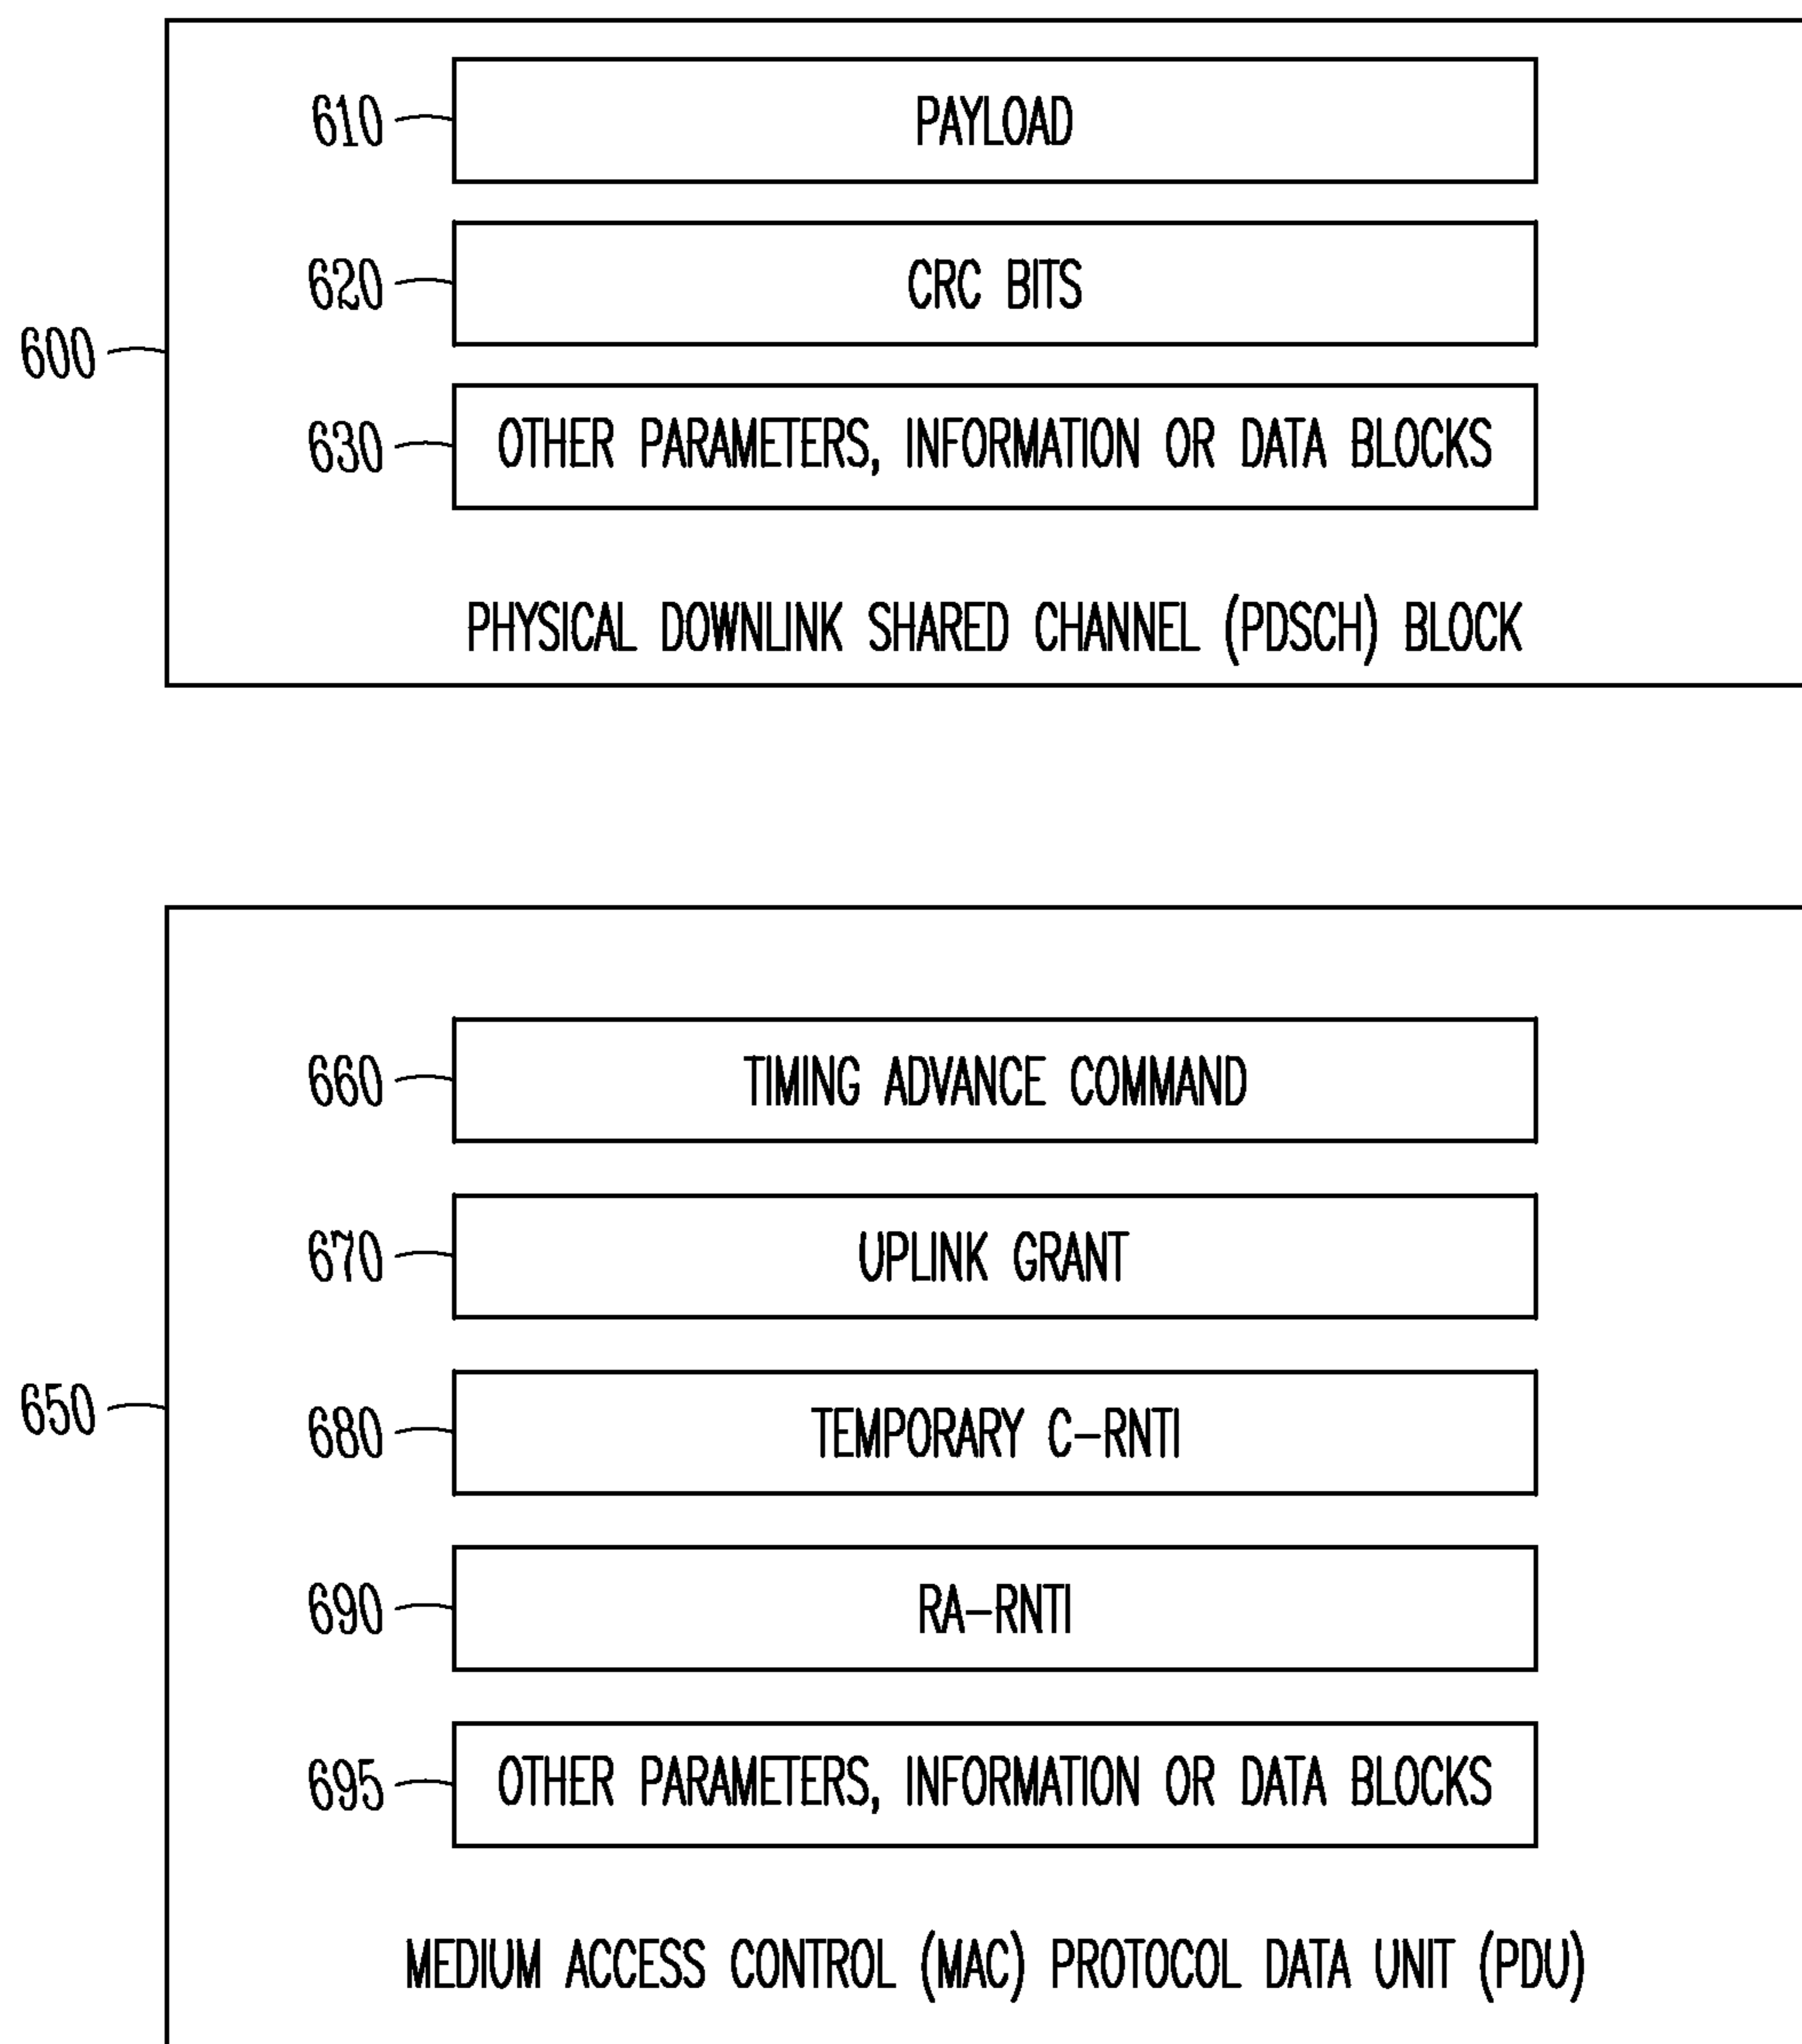 610 PAYLOAD
620 CRC BITS
600
630 OTHER PARAMETERS, INFORMATION OR DATA BLOCKS
PHYSICAL DOWNLINK SHARED CHANNEL (PDSCH) BLOCK
660 TIMING ADVANCE COMMAND
670 UPLINK GRANT
650
680 TEMPORARY C-RNTI
690 RA-RNTI
695 OTHER PARAMETERS, INFORMATION OR DATA BLOCKS
MEDIUM ACCESS CONTROL (MAC) PROTOCOL DATA UNIT (PDU)